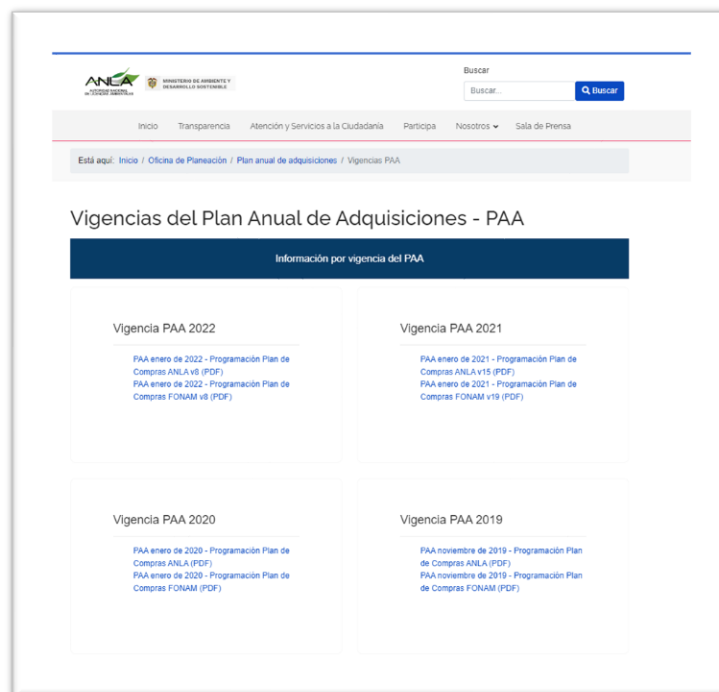 Buscar
ANLA
AUTORIDAD NACIONAL
DE LICENCIAS AMBIENTALES
MINISTERIO DE AMBIENTE Y
DESARROLLO SOSTENIBLE
Buscar...
Buscar
Inicio Transparencia Atención y Servicios a la Ciudadanía Participa Nosotros Sala de Prensa
Está aquí: Inicio / Oficina de Planeación / Plan anual de adquisiciones / Vigencias PAA
Vigencias del Plan Anual de Adquisiciones - PAA
Información por vigencia del PAA
Vigencia PAA 2022
PAA enero de 2022 - Programación Plan de
Compras ANLA v8 (PDF)
PAA enero de 2022 - Programación Plan de
Compras FONAM v8 (PDF)
Vigencia PAA 2021
PAA enero de 2021 - Programación Plan de
Compras ANLA v15 (PDF)
PAA enero de 2021 - Programación Plan de
Compras FONAM v19 (PDF)
Vigencia PAA 2020
PAA enero de 2020 - Programación Plan de
Compras ANLA (PDF)
PAA enero de 2020 - Programación Plan de
Compras FONAM (PDF)
Vigencia PAA 2019
PAA noviembre de 2019 - Programación Plan
de Compras ANLA (PDF)
PAA noviembre de 2019 - Programación Plan
de Compras FONAM (PDF)